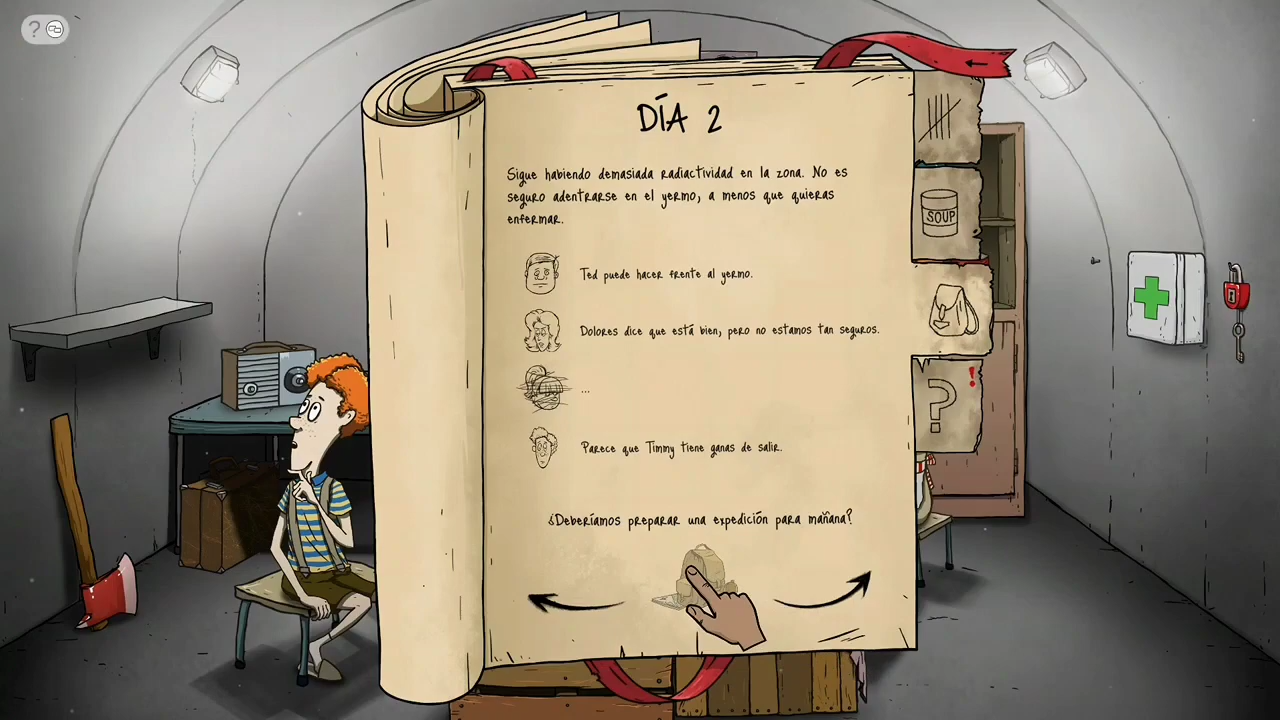 ?
DÍA 2
Sigue habiendo demasiada radiactividad en la zona. No es
seguro adentrarse en el yermo, a menos que quieras
enfermar.
Ted puede hacer frente al yermo.
Dolores dice que está bien, pero no estamos tan seguros.
...
Parece que Timmy tiene ganas de salir.
¿Deberíamos preparar una expedición para mañana?
SOUP
?
!